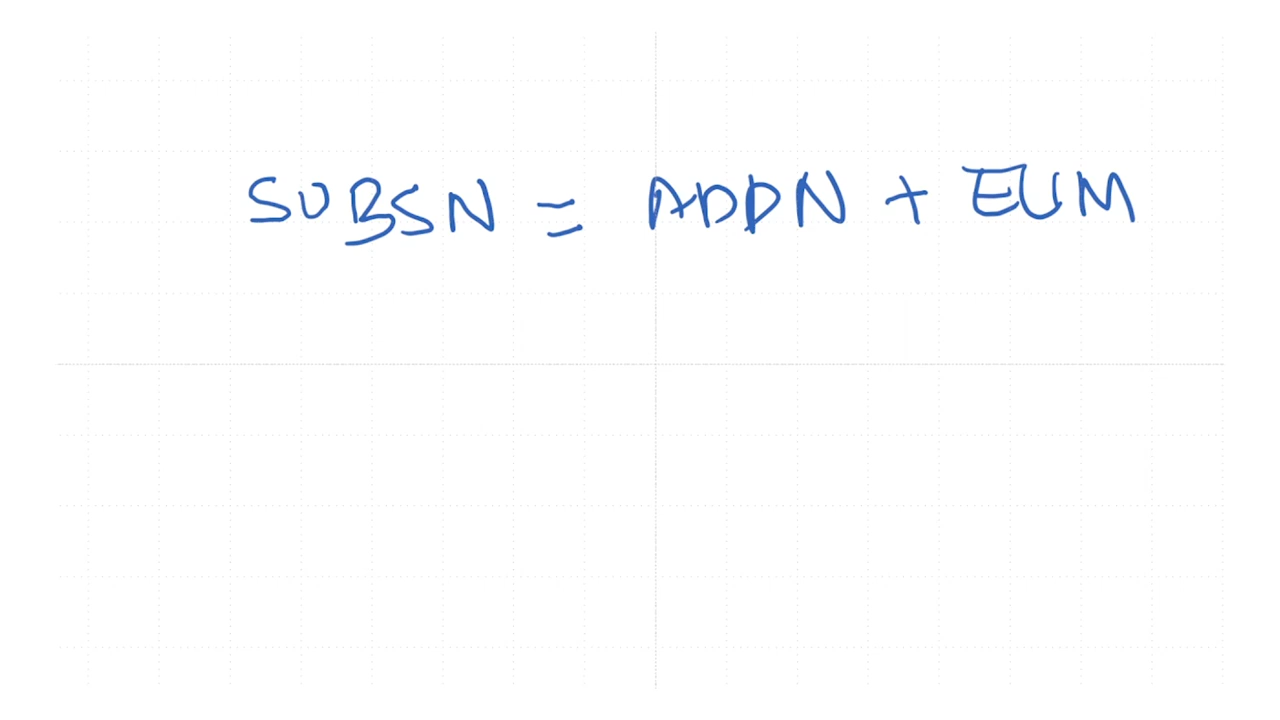 SUBSN = ADDN + ELIM